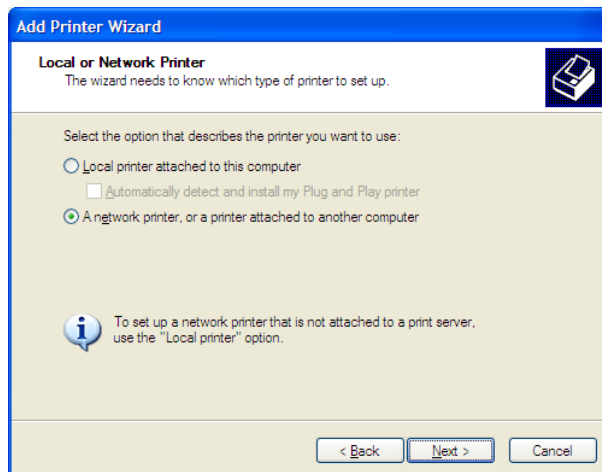 Add Printer Wizard
Local or Network Printer
The wizard needs to know which type of printer to set up.
Select the option that describes the printer you want to use:
Local printer attached to this computer
Automatically detect and install my Plug and Play printer
A network printer, or a printer attached to another computer
To set up a network printer that is not attached to a print server,
use the "Local printer" option.
< Back
Next >
Cancel